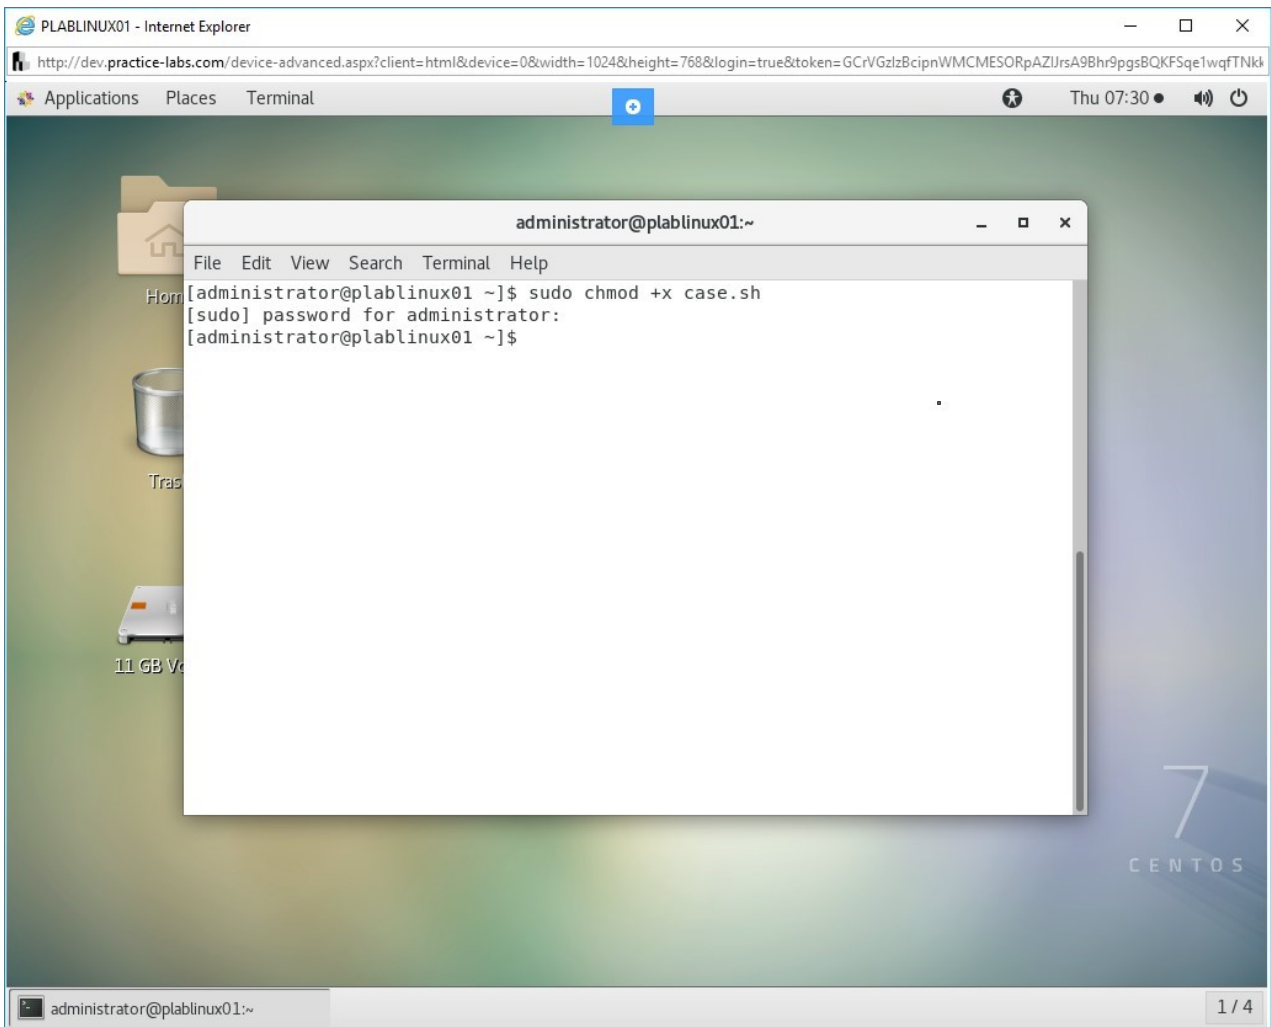 PLABLINUX01 - Internet Explorer
http://dev.practice-labs.com/device-advanced.aspx?client=html&device=0&width=1024&height=768&login=true&token=
Applications Places Terminal Thu 07:30
administrator@plablinux01:~
File Edit View Search Terminal Help
[administrator@plablinux01 ~]$ sudo chmod +x case.sh
[sudo] password for administrator:
[administrator@plablinux01 ~]$
Hom
Tras
11 GB Vo
7
CENTOS
administrator@plablinux01:~
1 / 4